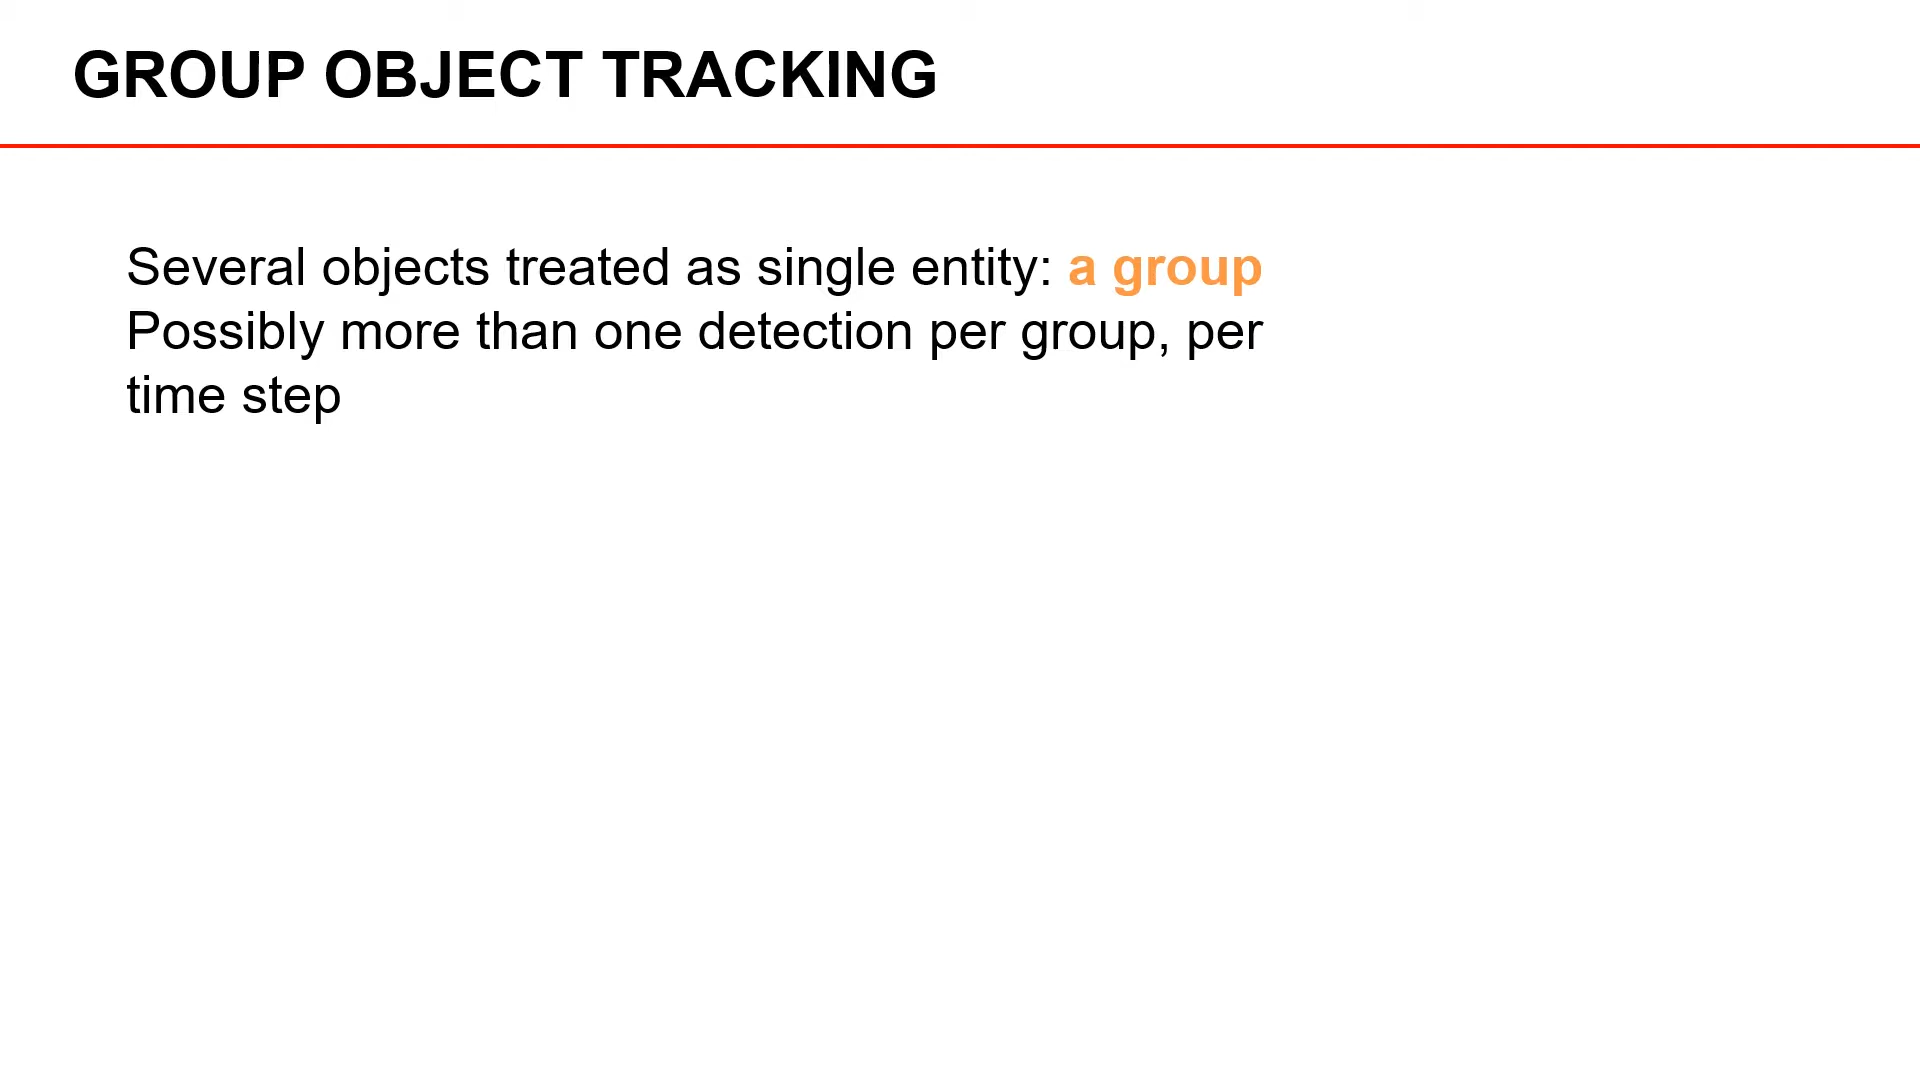 GROUP OBJECT TRACKING
Several objects treated as single entity: a group
Possibly more than one detection per group, per
time step